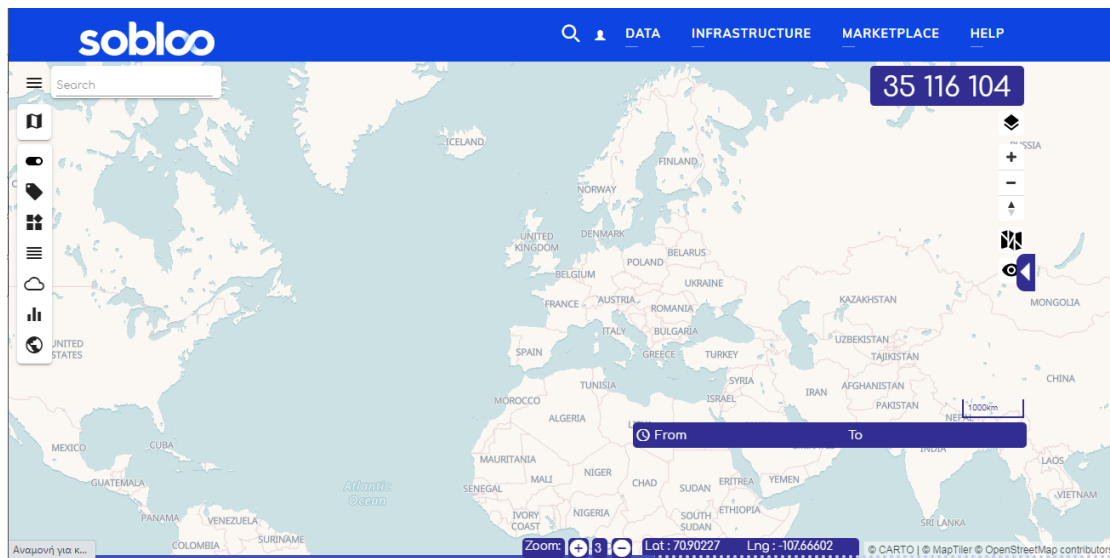 sobloo
DATA INFRASTRUCTURE MARKETPLACE HELP
Search
35 116 104
ICELAND
FINLAND
NORWAY
UNITED
KINGDOM
DENMARK
BELARUS
POLAND
BELGIUM
UKRAINE
FRANCE
AUSTRIA
ROMANIA
KAZAKHSTAN
MONGOLIA
ITALY
BULGARIA
UZBEKISTAN
UNITED
STATES
SPAIN
GREECE
TURKEY
TAJIKISTAN
TUNISIA
SYRIA
CHINA
MOROCCO
ISRAEL
IRAN
AFGHANISTAN
PAKISTAN
1000km
ALGERIA
From To
MEXICO
CUBA
INDIA
MAURITANIA
LAOS
GUATEMALA
Atlantic
Ocean
SENEGAL
MALI
NIGER
CHAD
SUDAN
ERITREA
YEMEN
VIETNAM
PANAMA
VENEZUELA
IVORY
COAST
NIGERIA
SOUTH
SUDAN
ETHIOPIA
SRI LANKA
COLOMBIA
SURINAME
Αναμονή για κ...
Zoom: 3 Lat : 70.90227 Lng : -107.66602
© CARTO | © MapTiler © OpenStreetMap contributors